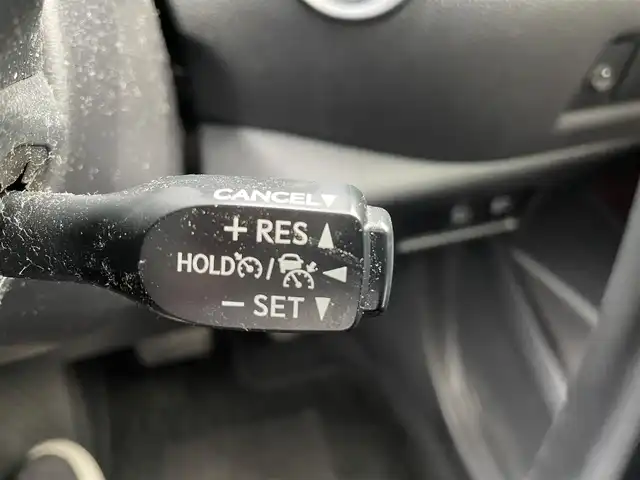 CANCEL▼
+ RES ▲
HOLD / ◄
− SET ▼